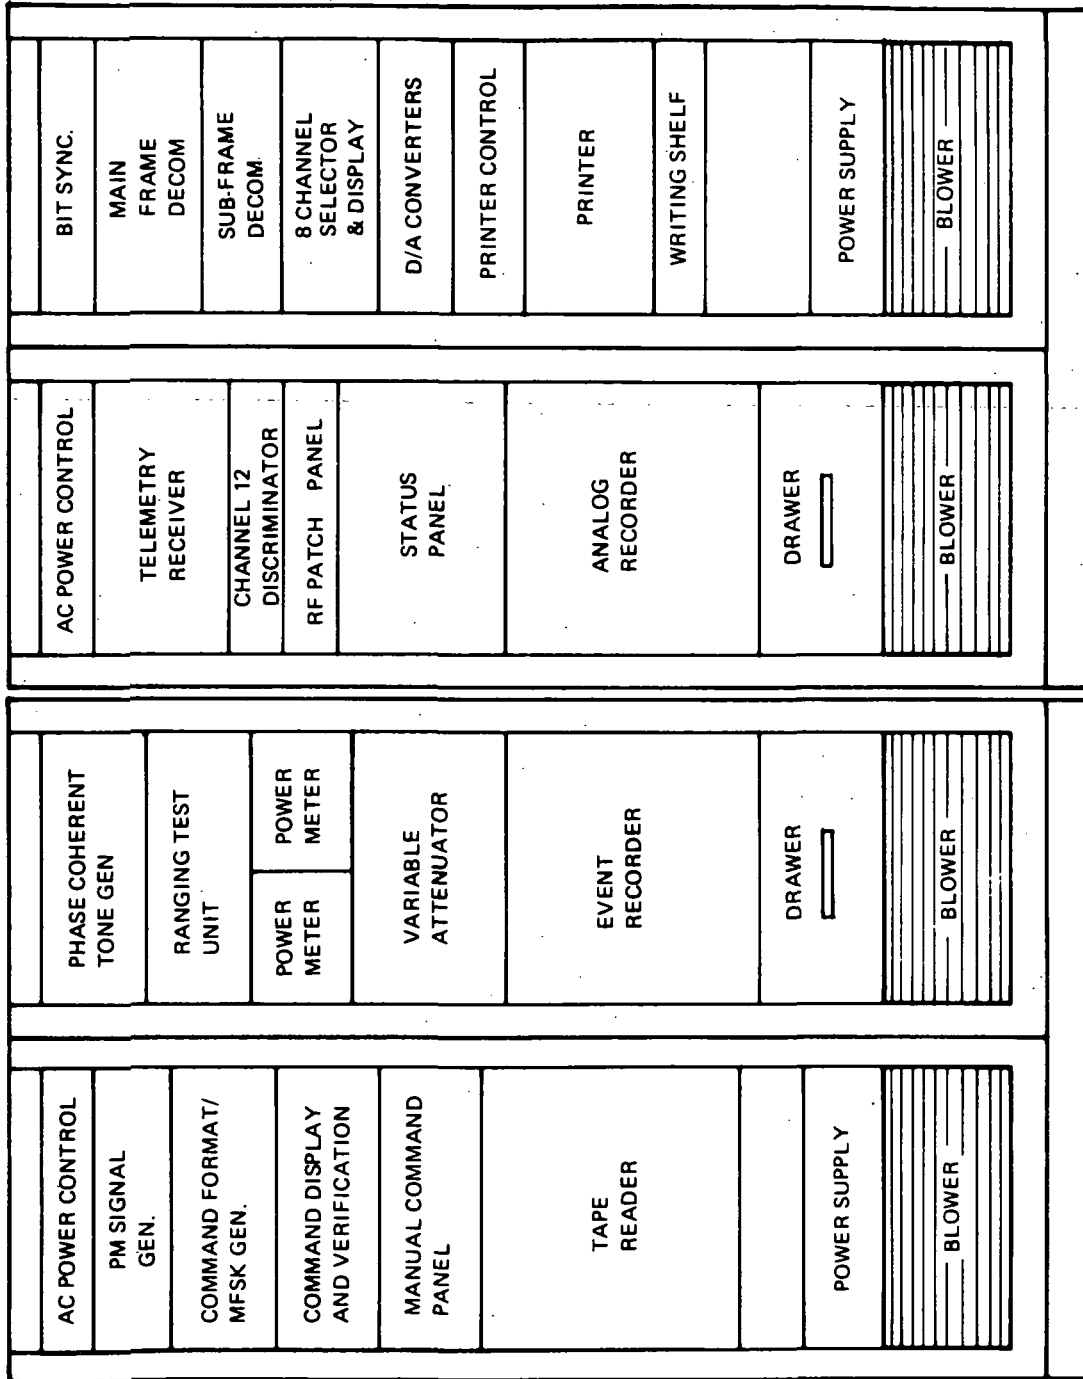 AC POWER CONTROL
PM SIGNAL
GEN.
COMMAND FORMAT/
MFSK GEN.
COMMAND DISPLAY
AND VERIFICATION
MANUAL COMMAND
PANEL
TAPE
READER
POWER SUPPLY
BLOWER
PHASE COHERENT
TONE GEN
RANGING TEST
UNIT
POWER
METER
POWER
METER
VARIABLE
ATTENUATOR
EVENT
RECORDER
DRAWER
BLOWER
AC POWER CONTROL
TELEMETRY
RECEIVER
CHANNEL 12
DISCRIMINATOR
RF PATCH PANEL
STATUS
PANEL
ANALOG
RECORDER
DRAWER
BLOWER
BIT SYNC.
MAIN
FRAME
DECOM
SUB-FRAME
DECOM
8 CHANNEL
SELECTOR
& DISPLAY
D/A CONVERTERS
PRINTER CONTROL
PRINTER
WRITING SHELF
POWER SUPPLY
BLOWER